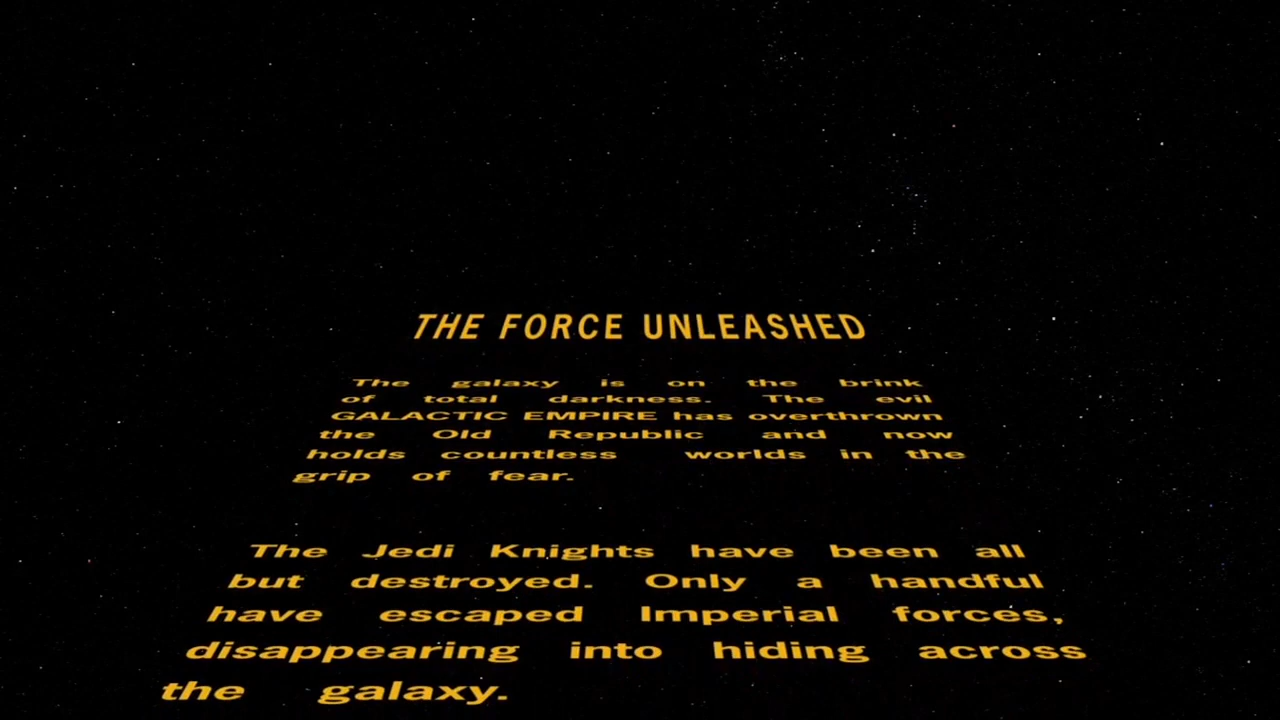 THE FORCE UNLEASHED
The galaxy is on the brink
of total darkness. The evil
GALACTIC EMPIRE has overthrown
the Old Republic and now
holds countless worlds in the
grip of fear.
The Jedi Knights have been all
but destroyed. Only a handful
have escaped Imperial forces,
disappearing into hiding across
the galaxy.